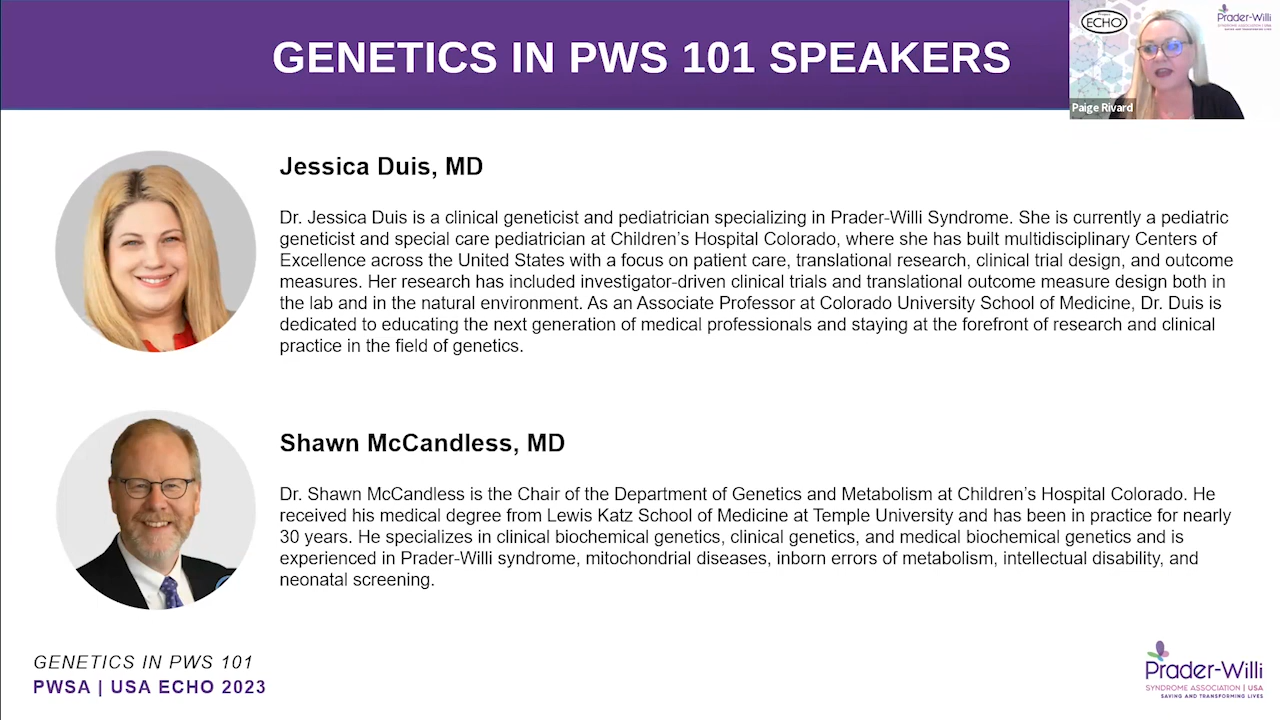 GENETICS IN PWS 101 SPEAKERS
ECHO
Prader-Willi
Paige Rivard
Jessica Duis, MD
Dr. Jessica Duis is a clinical geneticist and pediatrician specializing in Prader-Willi Syndrome. She is currently a pediatric
geneticist and special care pediatrician at Children's Hospital Colorado, where she has built multidisciplinary Centers of
Excellence across the United States with a focus on patient care, translational research, clinical trial design, and outcome
measures. Her research has included investigator-driven clinical trials and translational outcome measure design both in
the lab and in the natural environment. As an Associate Professor at Colorado University School of Medicine, Dr. Duis is
dedicated to educating the next generation of medical professionals and staying at the forefront of research and clinical
practice in the field of genetics.
Shawn McCandless, MD
Dr. Shawn McCandless is the Chair of the Department of Genetics and Metabolism at Children's Hospital Colorado. He
received his medical degree from Lewis Katz School of Medicine at Temple University and has been in practice for nearly
30 years. He specializes in clinical biochemical genetics, clinical genetics, and medical biochemical genetics and is
experienced in Prader-Willi syndrome, mitochondrial diseases, inborn errors of metabolism, intellectual disability, and
neonatal screening.
GENETICS IN PWS 101
PWSA | USA ECHO 2023
Prader-Willi
SYNDROME ASSOCIATION | USA
SAVING AND TRANSFORMING LIVES